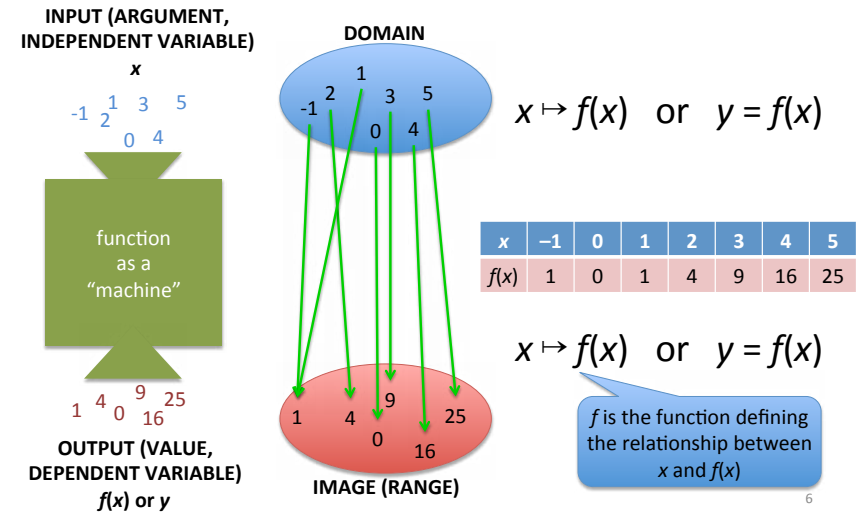 INPUT (ARGUMENT,
INDEPENDENT VARIABLE)
x
-1 2 1 0 3 4 5
function
as a
“machine”
1 4 0 9 16 25
OUTPUT (VALUE,
DEPENDENT VARIABLE)
f(x) or y
DOMAIN
-1 2 1 0 3 4 5
1 4 0 9 16 25
IMAGE (RANGE)
x ↦ f(x) or y = f(x)
x –1 0 1 2 3 4 5
f(x) 1 0 1 4 9 16 25
x ↦ f(x) or y = f(x)
f is the function defining
the relationship between
x and f(x)
6